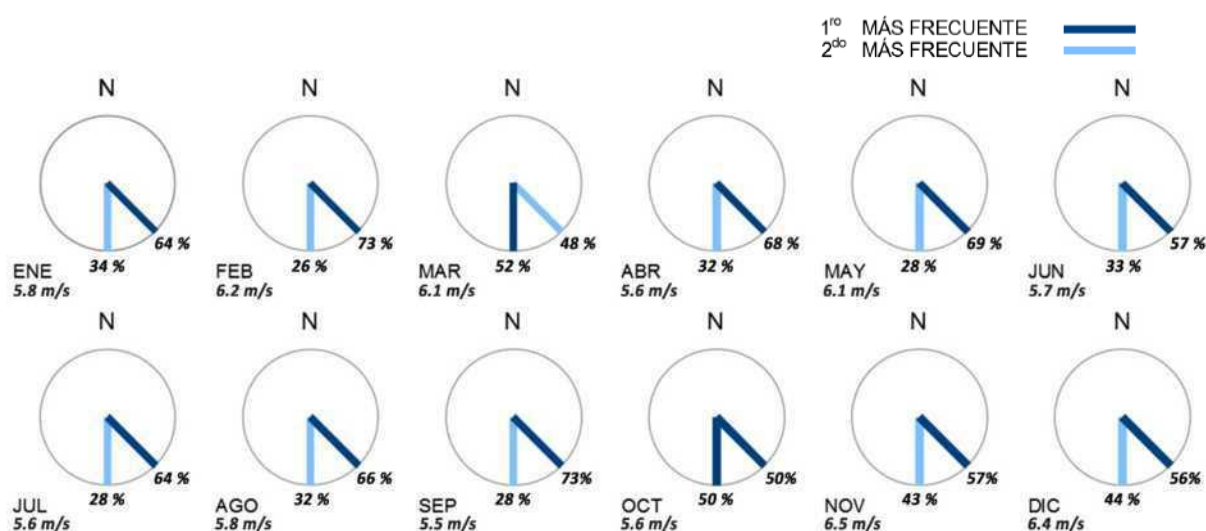 1ro MÁS FRECUENTE
2do MÁS FRECUENTE
N N N N N N
64 % 73 % 48 % 68 % 69 % 57 %
34 % 26 % 52 % 32 % 28 % 33 %
ENE FEB MAR ABR MAY JUN
5.8 m/s 6.2 m/s 6.1 m/s 5.6 m/s 6.1 m/s 5.7 m/s
N N N N N N
64 % 66 % 73% 50% 57% 56%
28 % 32 % 28 % 50 % 43 % 44 %
JUL AGO SEP OCT NOV DIC
5.6 m/s 5.8 m/s 5.5 m/s 5.6 m/s 6.5 m/s 6.4 m/s